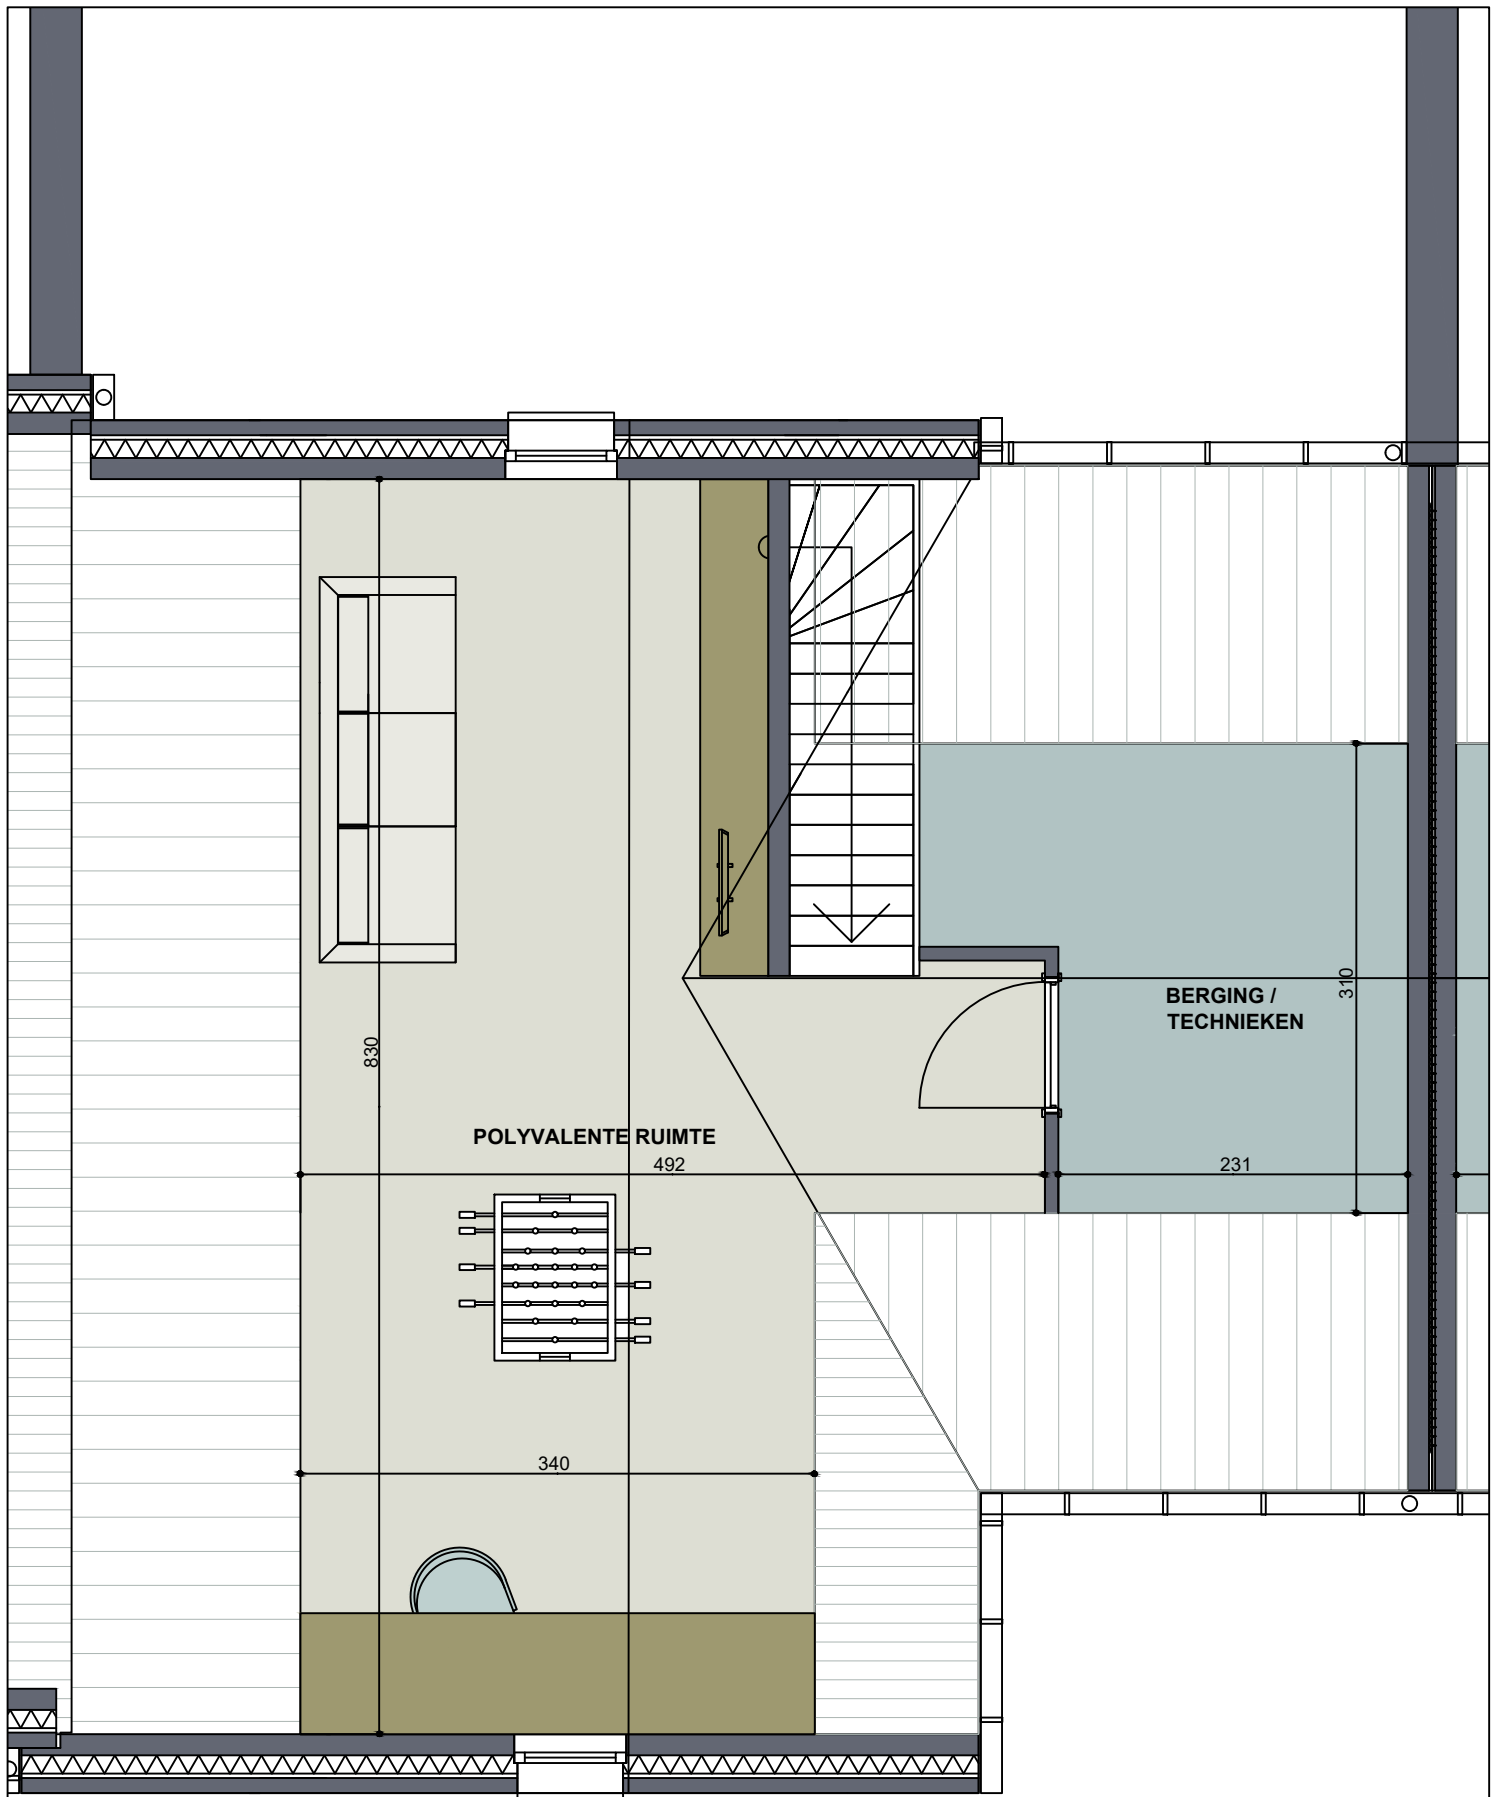 BERGING /
TECHNIEKEN
310
830
POLYVALENTE RUIMTE
492
231
340